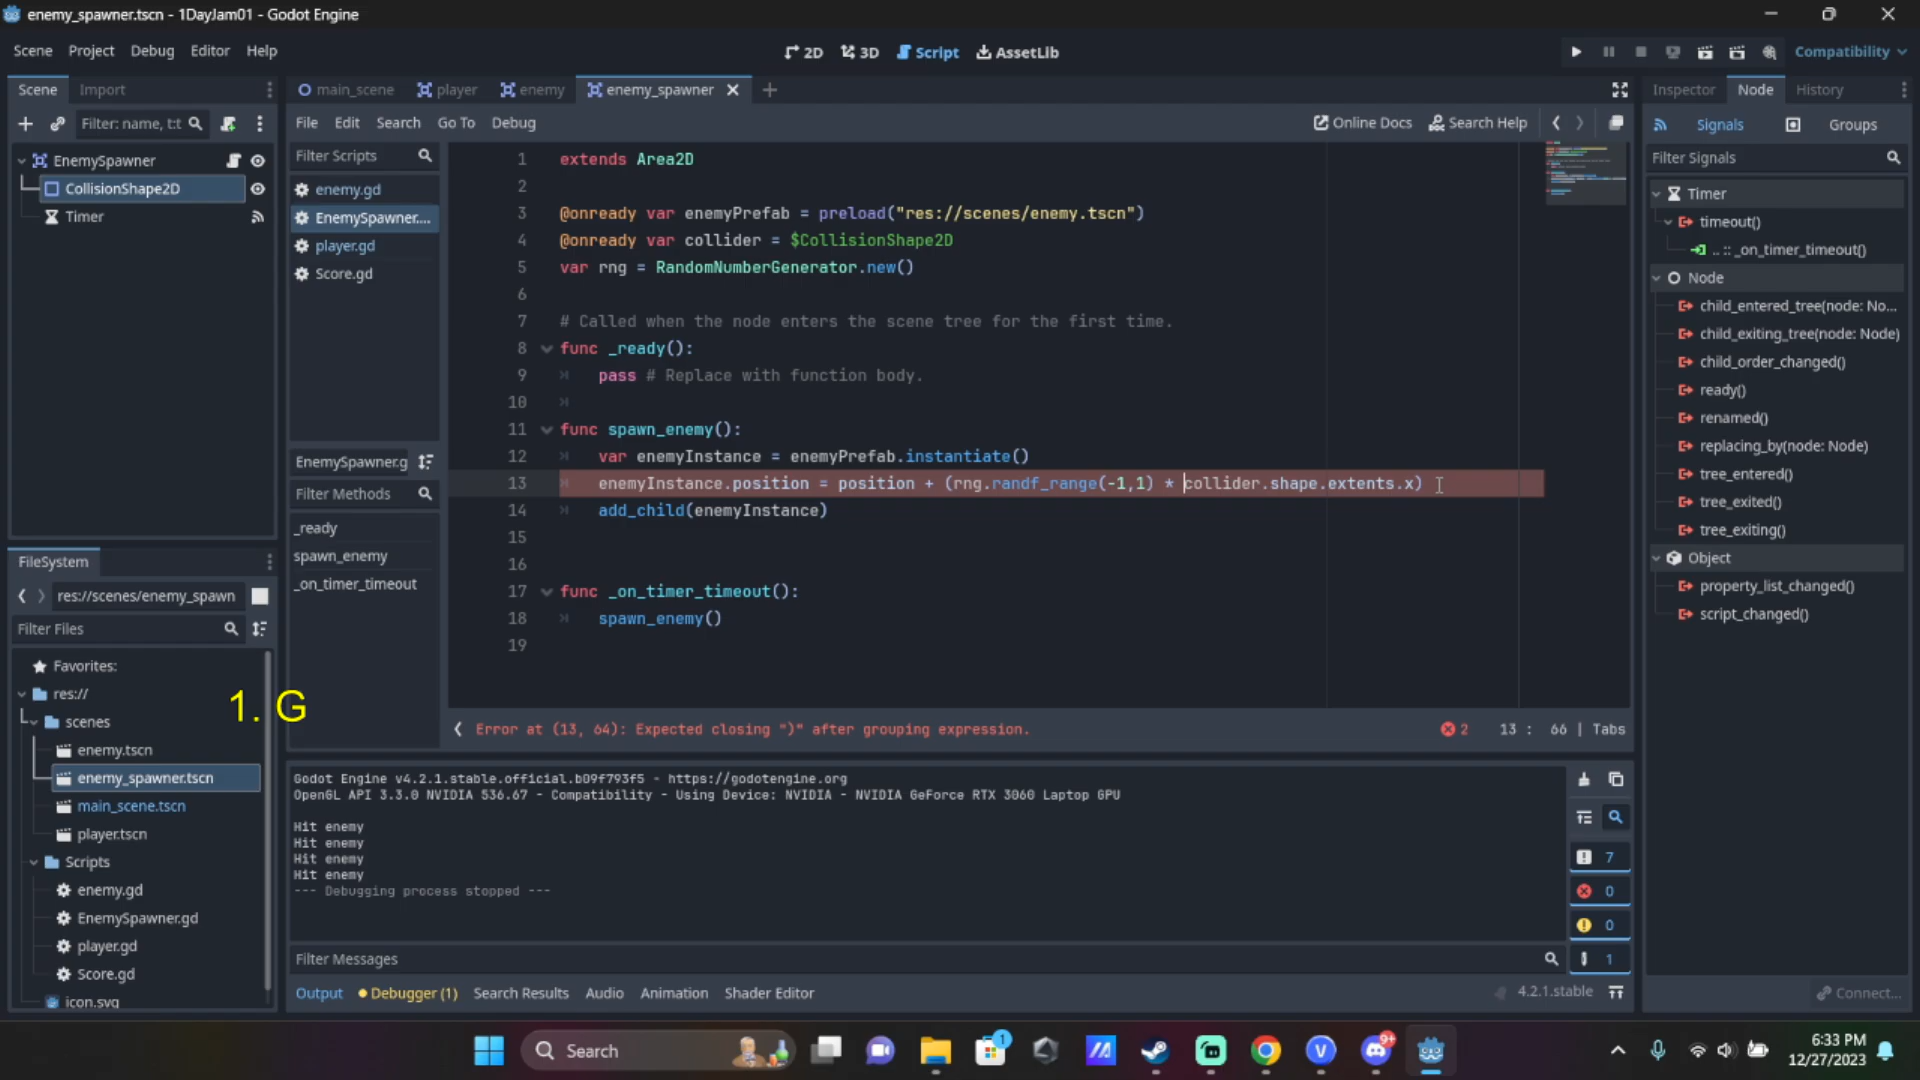 enemy_spawner.tscn - 1DayJam01 - Godot Engine
Scene Project Debug Editor Help
2D 3D Script AssetLib
Compatibility
Scene Import
main_scene player enemy enemy_spawner
Inspector Node History
Filter: name, t:t
File Edit Search Go To Debug
Online Docs Search Help
Signals Groups
EnemySpawner
CollisionShape2D
Timer
Filter Scripts
enemy.gd
EnemySpawner....
player.gd
Score.gd
EnemySpawner.g
Filter Methods
_ready
spawn_enemy
_on_timer_timeout
1 extends Area2D
2
3 @onready var enemyPrefab = preload("res://scenes/enemy.tscn")
4 @onready var collider = $CollisionShape2D
5 var rng = RandomNumberGenerator.new()
6
7 # Called when the node enters the scene tree for the first time.
8 func _ready():
9 pass # Replace with function body.
10
11 func spawn_enemy():
12 var enemyInstance = enemyPrefab.instantiate()
13 enemyInstance.position = position + (rng.randf_range(-1,1) * collider.shape.extents.x)
14 add_child(enemyInstance)
15
16
17 func _on_timer_timeout():
18 spawn_enemy()
19
Error at (13, 64): Expected closing ")" after grouping expression.
2 13 : 66 | Tabs
Filter Signals
Timer
timeout()
.. :: _on_timer_timeout()
Node
child_entered_tree(node: No...
child_exiting_tree(node: Node)
child_order_changed()
ready()
renamed()
replacing_by(node: Node)
tree_entered()
tree_exited()
tree_exiting()
Object
property_list_changed()
script_changed()
Connect...
FileSystem
res://scenes/enemy_spawn
Filter Files
Favorites:
res://
scenes
enemy.tscn
enemy_spawner.tscn
main_scene.tscn
player.tscn
Scripts
enemy.gd
EnemySpawner.gd
player.gd
Score.gd
icon.svg
1. G
Godot Engine v4.2.1.stable.official.b09f793f5 - https://godotengine.org
OpenGL API 3.3.0 NVIDIA 536.67 - Compatibility - Using Device: NVIDIA - NVIDIA GeForce RTX 3060 Laptop GPU
Hit enemy
Hit enemy
Hit enemy
Hit enemy
--- Debugging process stopped ---
7
0
0
1
Filter Messages
Output Debugger (1) Search Results Audio Animation Shader Editor
4.2.1.stable
Search
1
V
9+
6:33 PM
12/27/2023